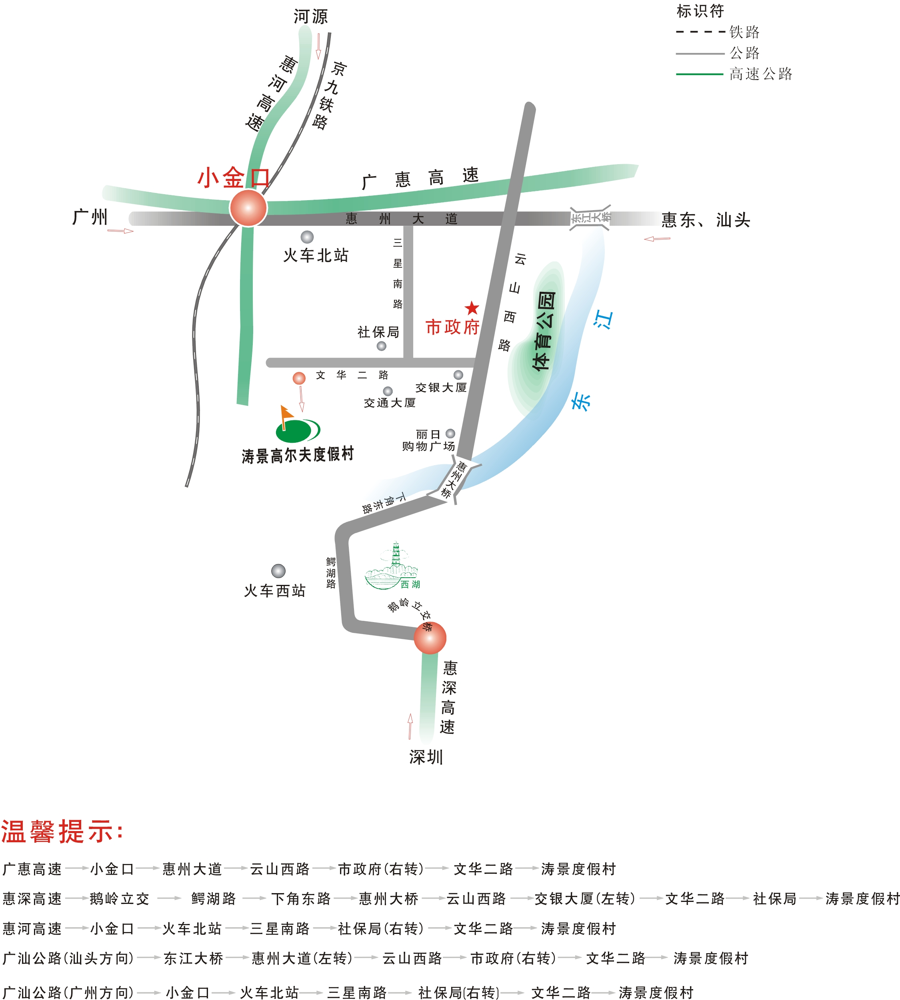 河源
标识符
铁路
公路
高速公路
惠河高速
京九铁路
小金口
广惠高速
广州
惠州大道
东江大桥
惠东、汕头
火车北站
三星南路
云山西路
市政府
体育公园
东江
社保局
文华二路
交银大厦
交通大厦
丽日
购物广场
涛景高尔夫度假村
惠州大桥
下角东路
鳄湖路
西湖
火车西站
鹅岭立交桥
惠深高速
深圳
温馨提示:
广惠高速 小金口 惠州大道 云山西路 市政府(右转) 文华二路 涛景度假村
惠深高速 鹅岭立交 鳄湖路 下角东路 惠州大桥 云山西路 交银大厦(左转) 文华二路 社保局 涛景度假村
惠河高速 小金口 火车北站 三星南路 社保局(右转) 文华二路 涛景度假村
广汕公路(汕头方向) 东江大桥 惠州大道(左转) 云山西路 市政府(右转) 文华二路 涛景度假村
广汕公路(广州方向) 小金口 火车北站 三星南路 社保局(右转) 文华二路 涛景度假村